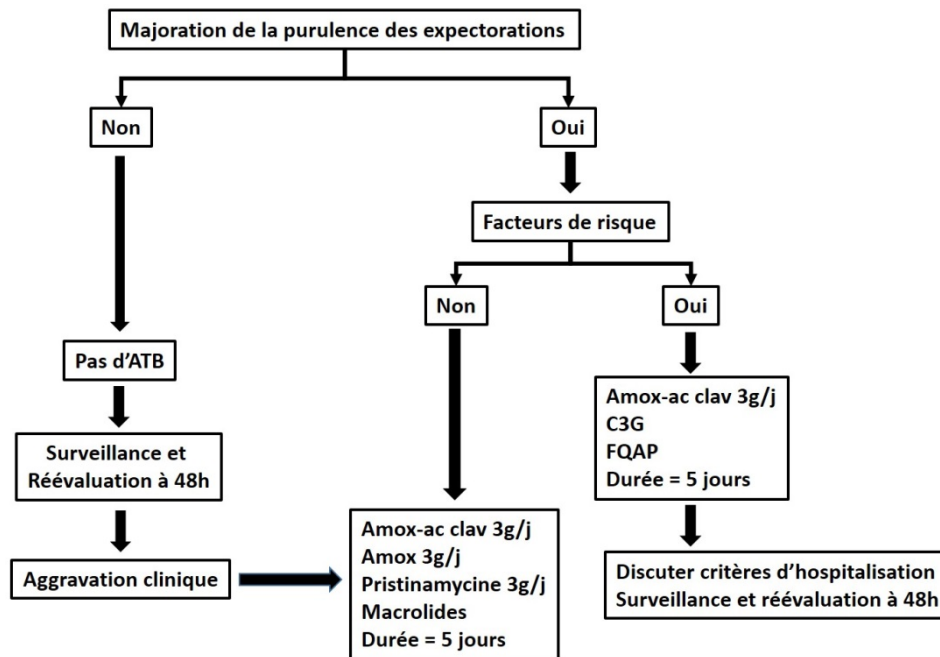 Majoration de la purulence des expectorations
Non
Oui
Facteurs de risque
Non
Oui
Pas d'ATB
Amox-ac clav 3g/j
C3G
FQAP
Durée = 5 jours
Surveillance et
Réévaluation à 48h
Aggravation clinique
Amox-ac clav 3g/j
Amox 3g/j
Pristinamycine 3g/j
Macrolides
Durée = 5 jours
Discuter critères d'hospitalisation
Surveillance et réévaluation à 48h